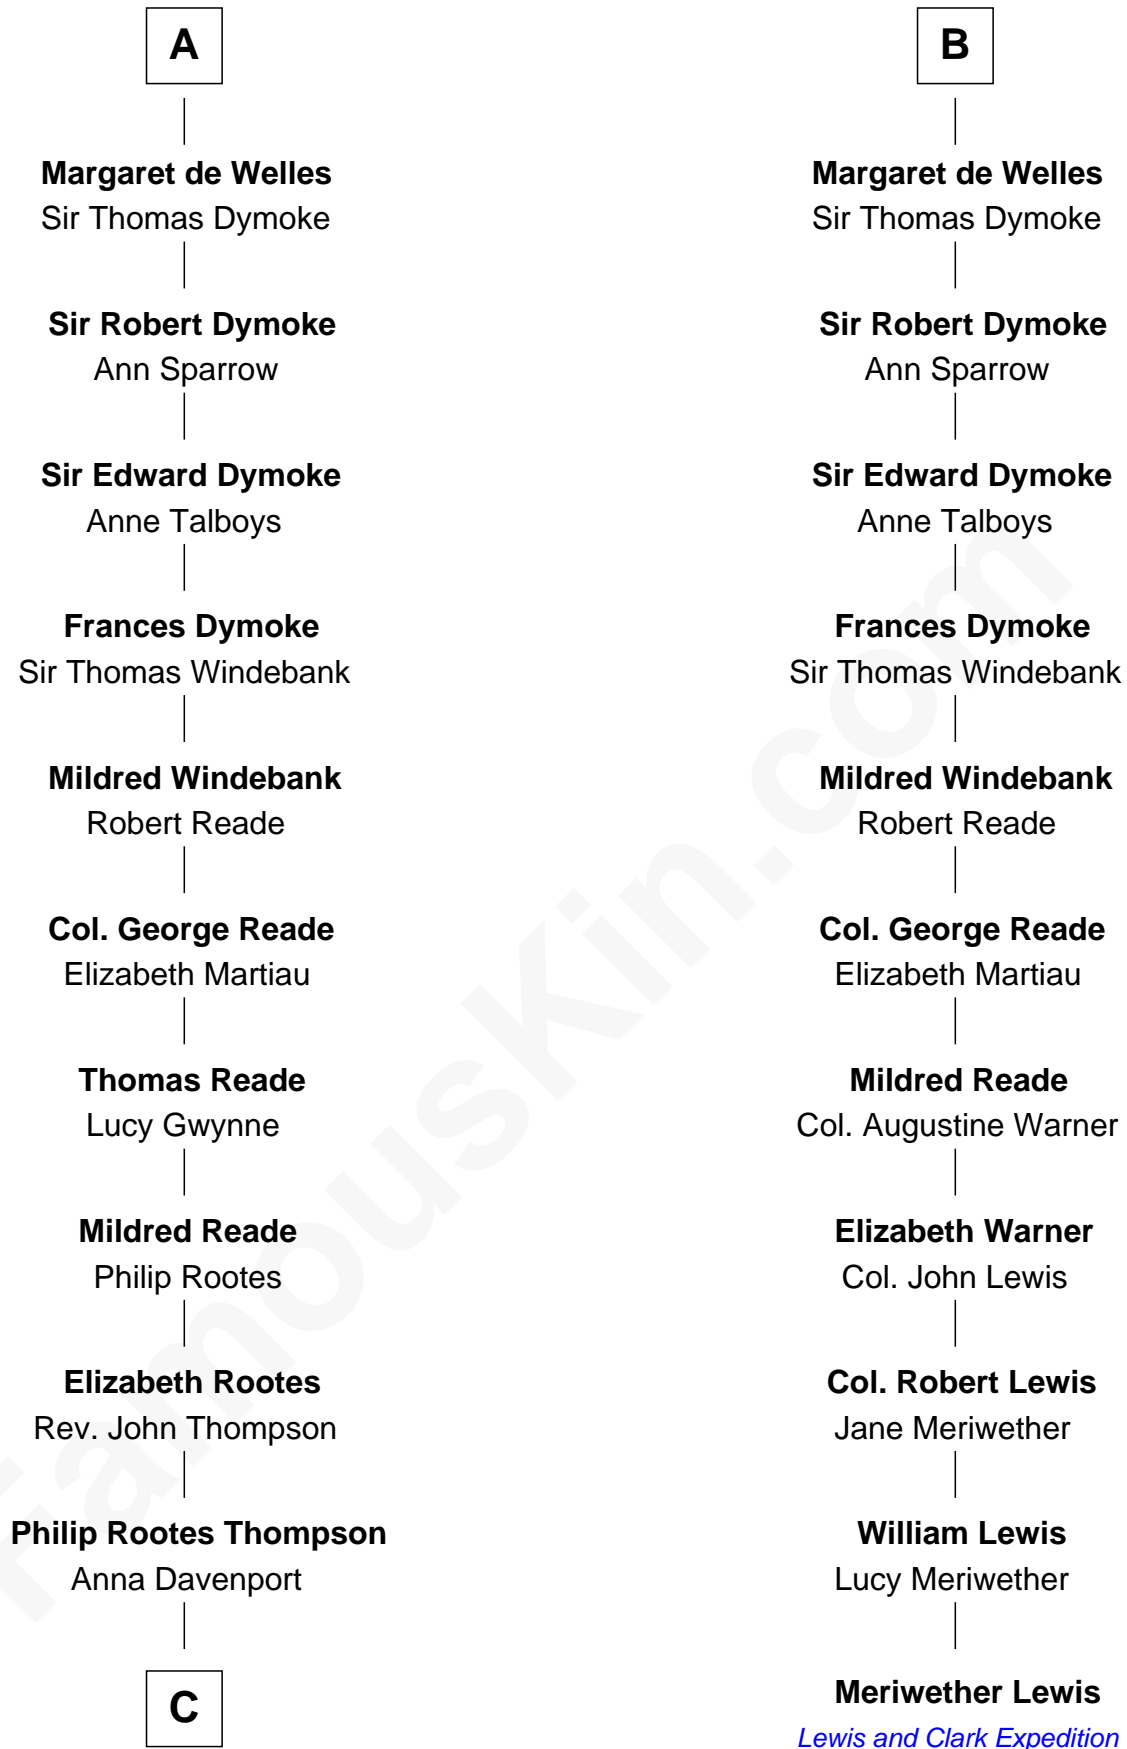 A
Margaret de Welles
Sir Thomas Dymoke
Sir Robert Dymoke
Ann Sparrow
Sir Edward Dymoke
Anne Talboys
Frances Dymoke
Sir Thomas Windebank
Mildred Windebank
Robert Reade
Col. George Reade
Elizabeth Martiau
Thomas Reade
Lucy Gwynne
Mildred Reade
Philip Rootes
Elizabeth Rootes
Rev. John Thompson
Philip Rootes Thompson
Anna Davenport
C
B
Margaret de Welles
Sir Thomas Dymoke
Sir Robert Dymoke
Ann Sparrow
Sir Edward Dymoke
Anne Talboys
Frances Dymoke
Sir Thomas Windebank
Mildred Windebank
Robert Reade
Col. George Reade
Elizabeth Martiau
Mildred Reade
Col. Augustine Warner
Elizabeth Warner
Col. John Lewis
Col. Robert Lewis
Jane Meriwether
William Lewis
Lucy Meriwether
Meriwether Lewis
Lewis and Clark Expedition
FamousKin.com